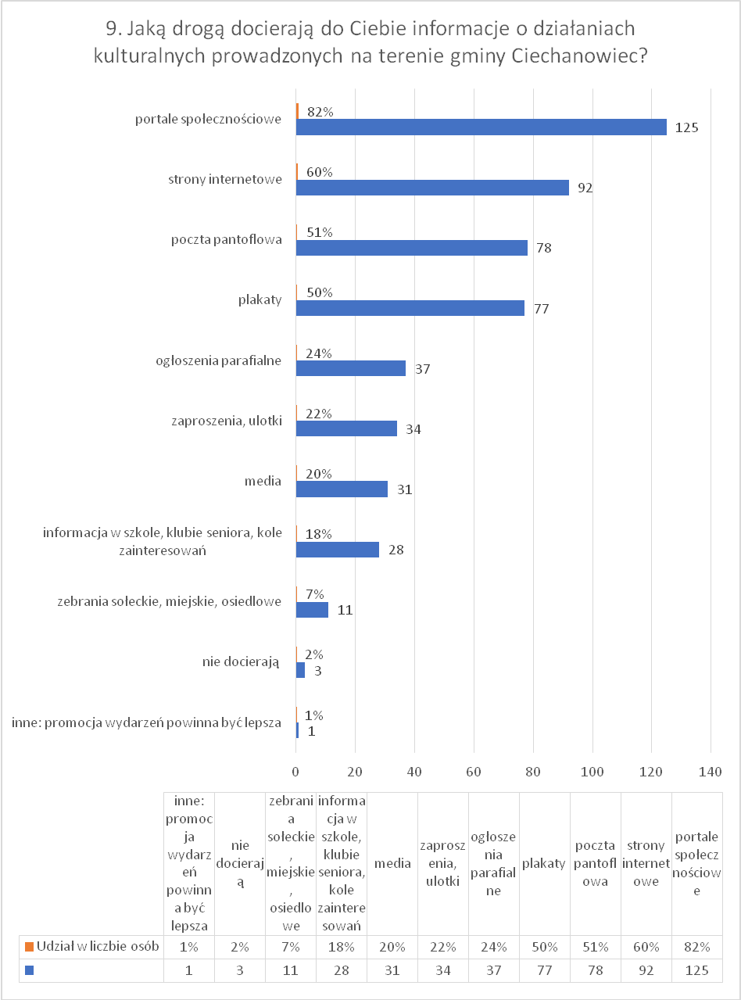 9. Jaką drogą docierają do Ciebie informacje o działaniach
kulturalnych prowadzonych na terenie gminy Ciechanowiec?
portale społecznościowe
82%
125
strony internetowe
60%
92
poczta pantoflowa
51%
78
plakaty
50%
77
ogłoszenia parafialne
24%
37
zaproszenia, ulotki
22%
34
media
20%
31
informacja w szkole, klubie seniora, kole
zainteresowań
18%
28
zebrania sołeckie, miejskie, osiedlowe
7%
11
nie docierają
2%
3
inne: promocja wydarzeń powinna być lepsza
1%
1
0 20 40 60 80 100 120 140
inne:
promoc
ja
wydarz
eń
powinn
a być
lepsza
nie
docieraj
ą
zebrani
a
sołeckie
,
miejskie
,
osiedlo
we
informa
cja w
szkole,
klubie
seniora,
kole
zaintere
sowań
media
zaprosz
enia,
ulotki
ogłosze
nia
parafial
ne
plakaty
poczta
pantofl
owa
strony
internet
owe
portale
społecz
nościow
e
Udział w liczbie osób 1% 2% 7% 18% 20% 22% 24% 50% 51% 60% 82%
1 3 11 28 31 34 37 77 78 92 125